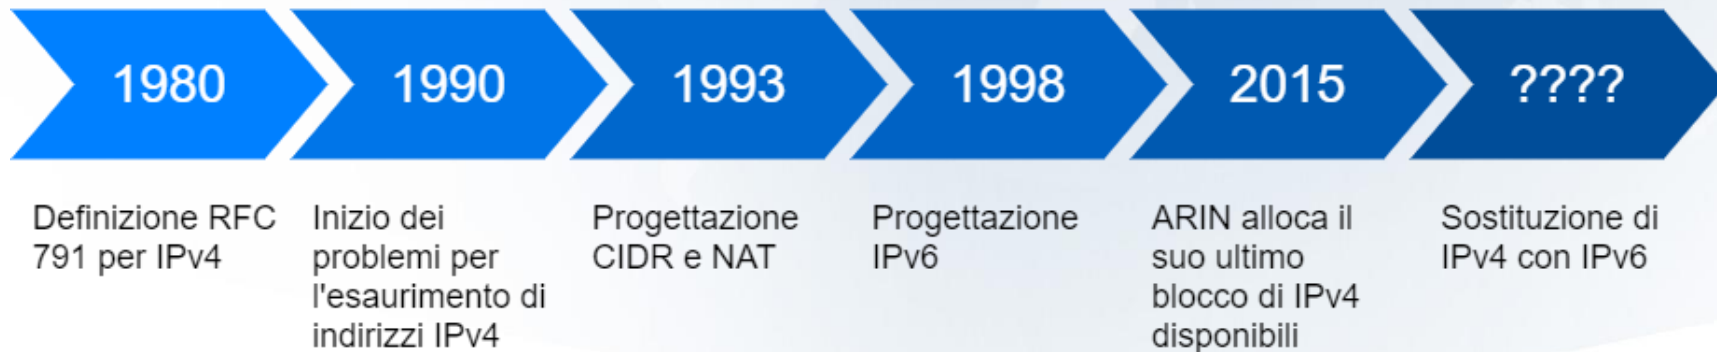 1980
1990
1993
1998
2015
????
Definizione RFC
791 per IPv4
Inizio dei
problemi per
l'esaurimento di
indirizzi IPv4
Progettazione
CIDR e NAT
Progettazione
IPv6
ARIN alloca il
suo ultimo
blocco di IPv4
disponibili
Sostituzione di
IPv4 con IPv6